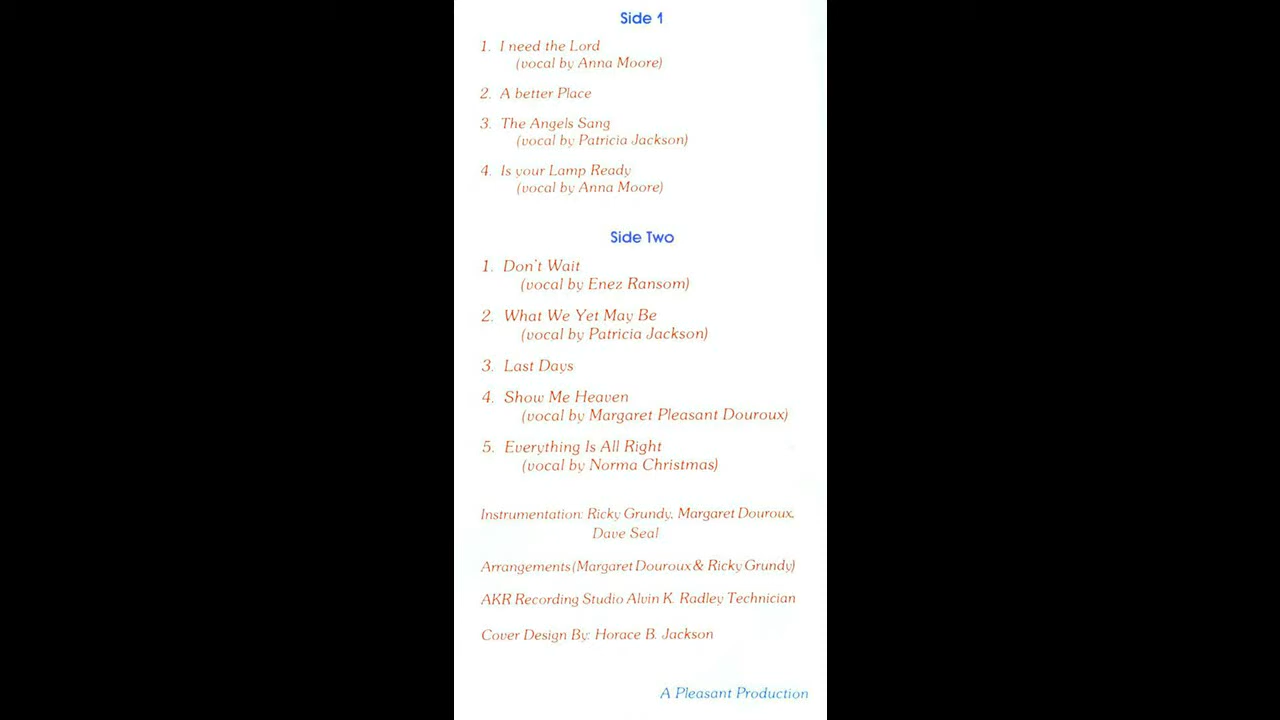 Side 1
1. I need the Lord
(vocal by Anna Moore)
2. A better Place
3. The Angels Sang
(vocal by Patricia Jackson)
4. Is your Lamp Ready
(vocal by Anna Moore)
Side Two
1. Don't Wait
(vocal by Enez Ransom)
2. What We Yet May Be
(vocal by Patricia Jackson)
3. Last Days
4. Show Me Heaven
(vocal by Margaret Pleasant Douroux)
5. Everything Is All Right
(vocal by Norma Christmas)
Instrumentation: Ricky Grundy, Margaret Douroux,
Dave Seal
Arrangements (Margaret Douroux & Ricky Grundy)
AKR Recording Studio Alvin K. Radley Technician
Cover Design By: Horace B. Jackson
A Pleasant Production